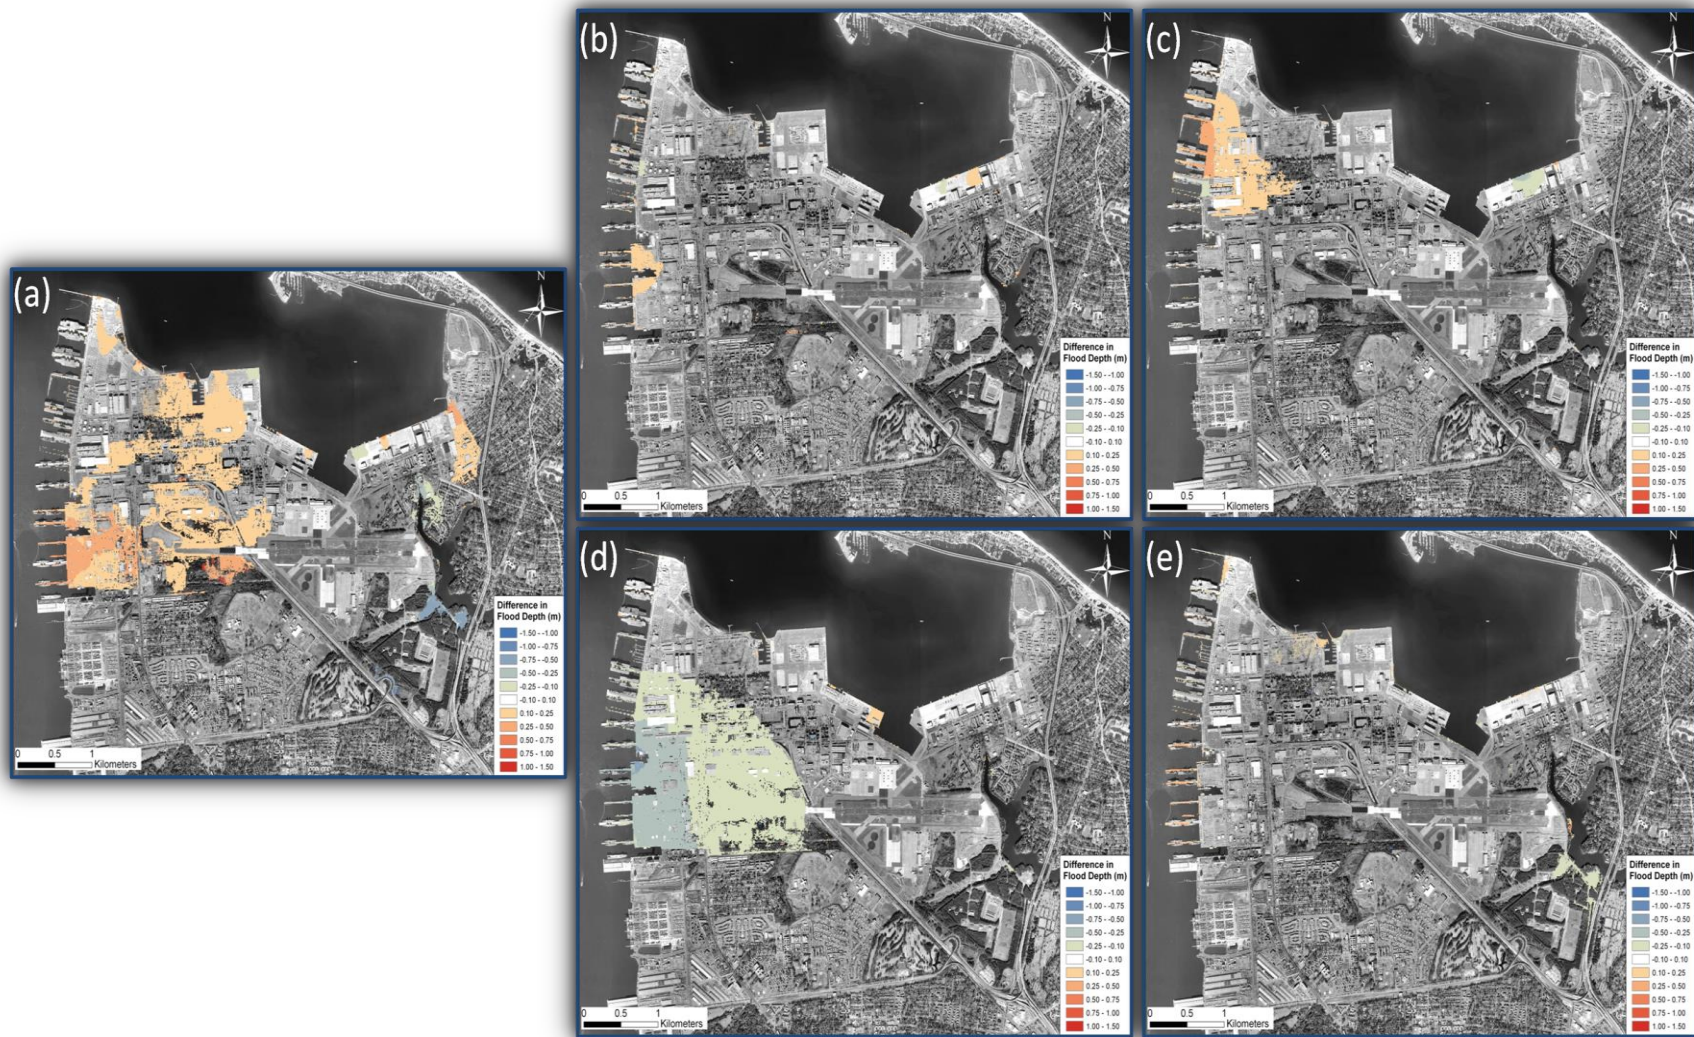 (a)
N
Difference in
Flood Depth (m)
-1.50 - -1.00
-1.00 - -0.75
-0.75 - -0.50
-0.50 - -0.25
-0.25 - -0.10
-0.10 - 0.10
0.10 - 0.25
0.25 - 0.50
0.50 - 0.75
0.75 - 1.00
1.00 - 1.50
0 0.5 1
Kilometers
(b)
N
Difference in
Flood Depth (m)
-1.50 - -1.00
-1.00 - -0.75
-0.75 - -0.50
-0.50 - -0.25
-0.25 - -0.10
-0.10 - 0.10
0.10 - 0.25
0.25 - 0.50
0.50 - 0.75
0.75 - 1.00
1.00 - 1.50
0 0.5 1
Kilometers
(c)
N
Difference in
Flood Depth (m)
-1.50 - -1.00
-1.00 - -0.75
-0.75 - -0.50
-0.50 - -0.25
-0.25 - -0.10
-0.10 - 0.10
0.10 - 0.25
0.25 - 0.50
0.50 - 0.75
0.75 - 1.00
1.00 - 1.50
0 0.5 1
Kilometers
(d)
N
Difference in
Flood Depth (m)
-1.50 - -1.00
-1.00 - -0.75
-0.75 - -0.50
-0.50 - -0.25
-0.25 - -0.10
-0.10 - 0.10
0.10 - 0.25
0.25 - 0.50
0.50 - 0.75
0.75 - 1.00
1.00 - 1.50
0 0.5 1
Kilometers
(e)
N
Difference in
Flood Depth (m)
-1.50 - -1.00
-1.00 - -0.75
-0.75 - -0.50
-0.50 - -0.25
-0.25 - -0.10
-0.10 - 0.10
0.10 - 0.25
0.25 - 0.50
0.50 - 0.75
0.75 - 1.00
1.00 - 1.50
0 0.5 1
Kilometers